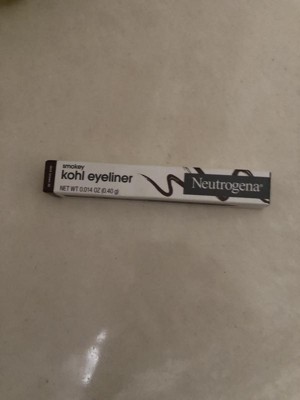 smokey
kohl eyeliner
NET WT 0.014 OZ (0.40 g)
Neutrogena®